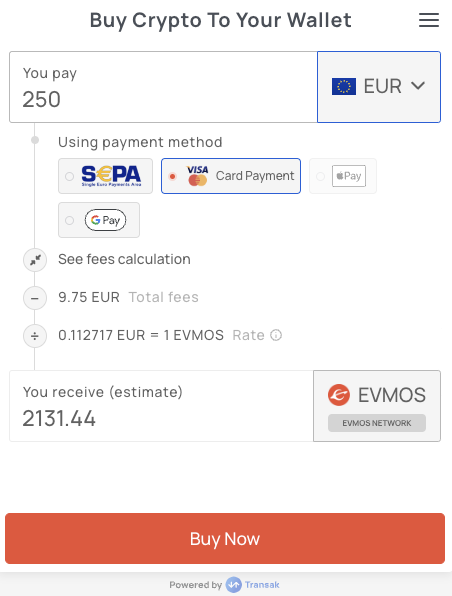 Buy Crypto To Your Wallet
You pay
250
EUR
Using payment method
SEPA
Single Euro Payments Area
VISA
Card Payment
Pay
G Pay
See fees calculation
9.75 EUR Total fees
0.112717 EUR = 1 EVMOS Rate
You receive (estimate)
2131.44
EVMOS
EVMOS NETWORK
Buy Now
Powered by Transak